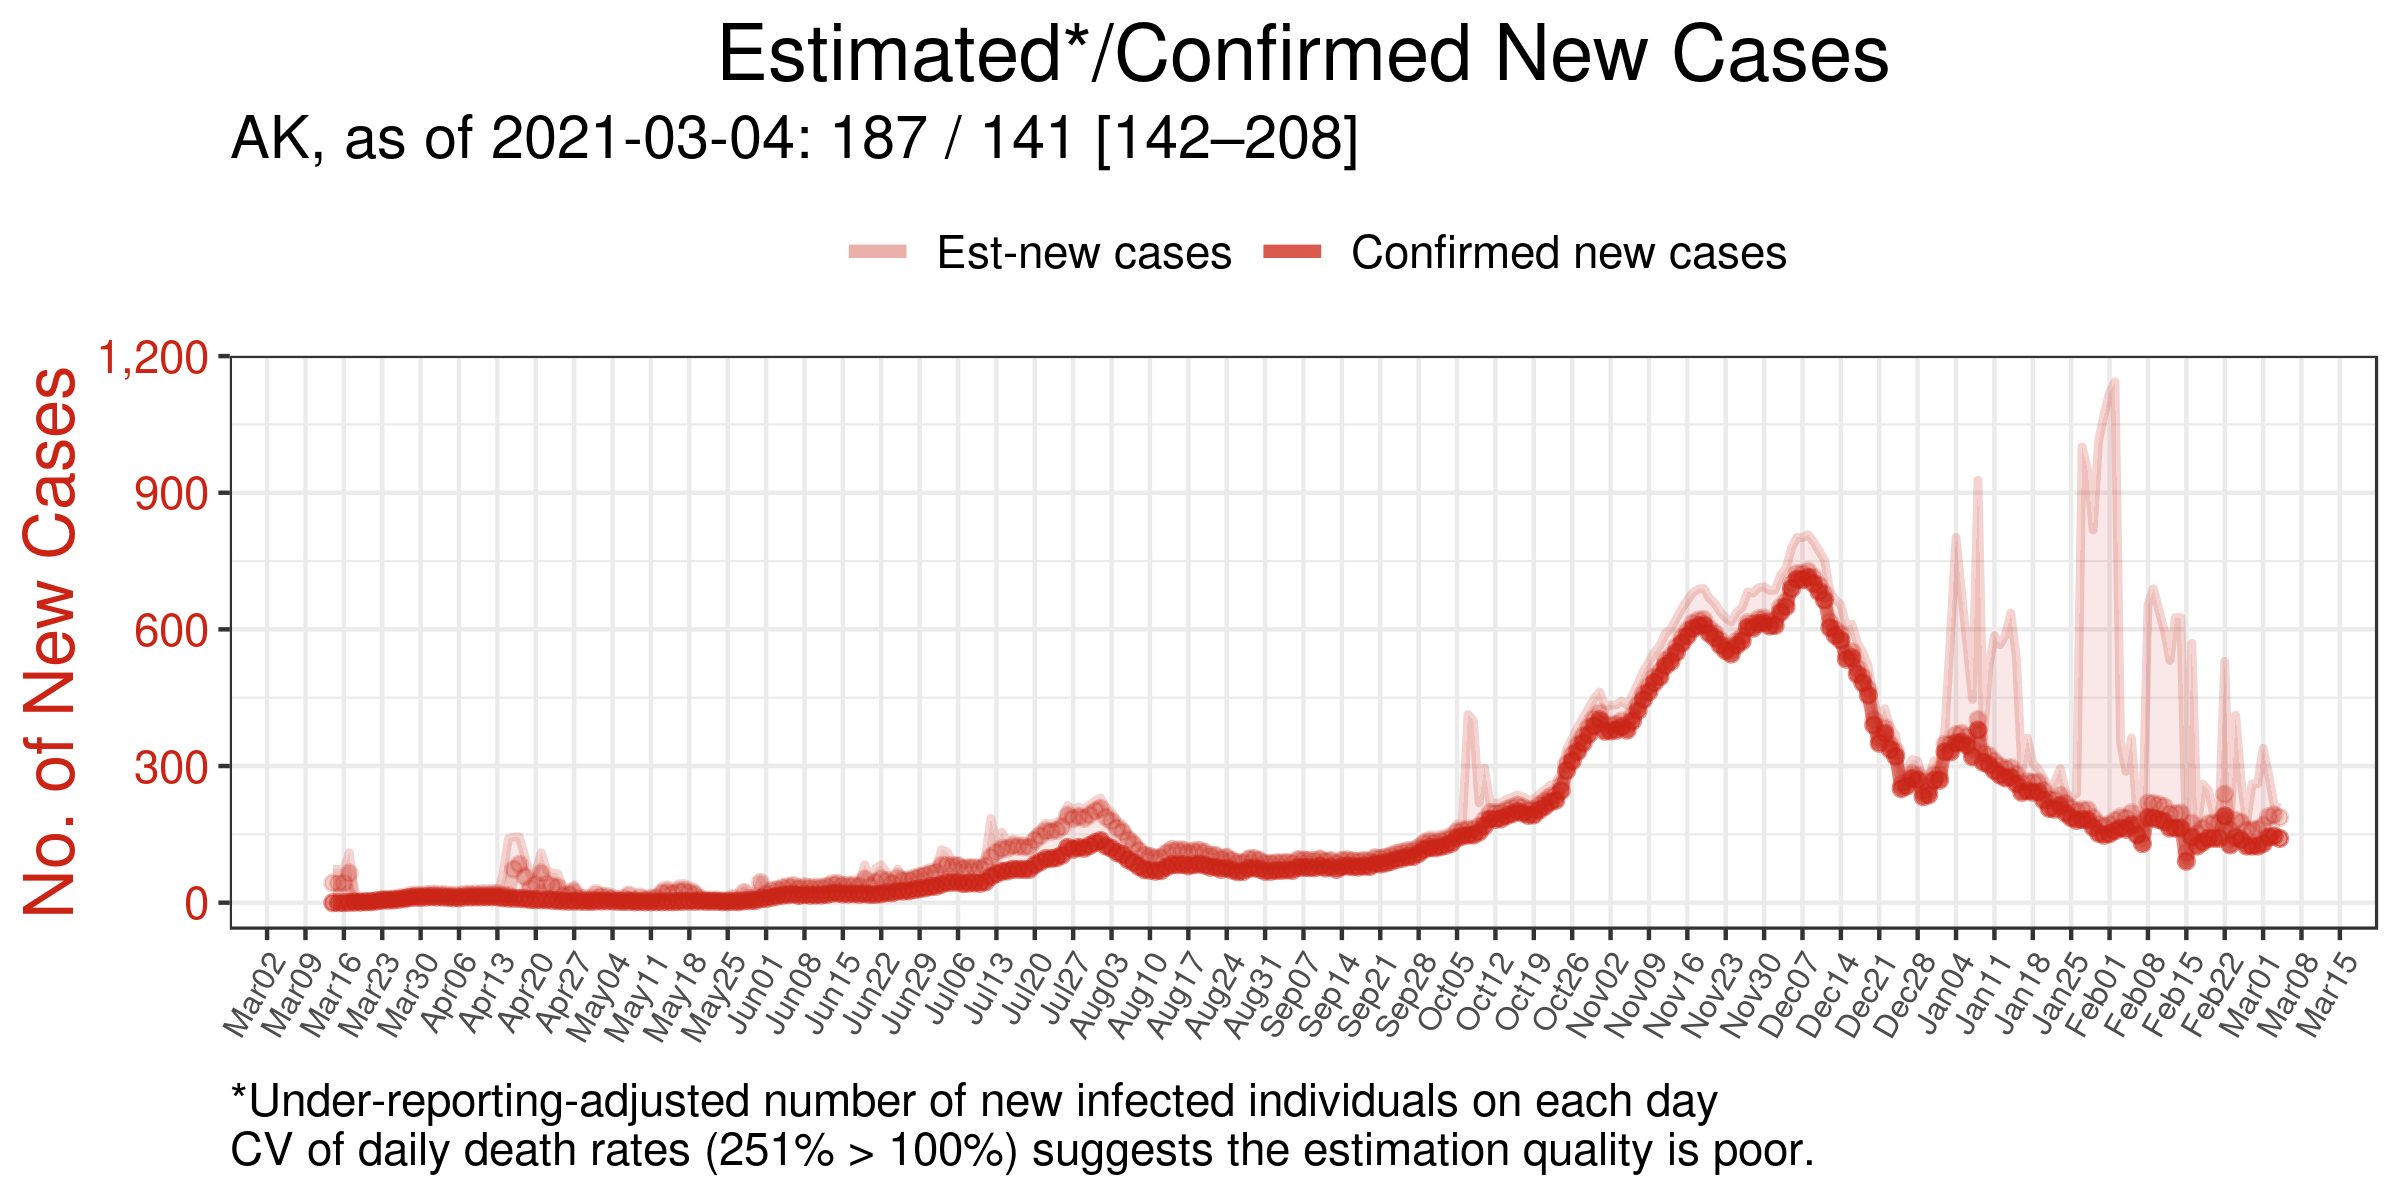 Estimated*/Confirmed New Cases
AK, as of 2021-03-04: 187 / 141 [142–208]
Est-new cases Confirmed new cases
No. of New Cases
1,200
900
600
300
0
Mar02 Mar09 Mar16 Mar23 Mar30 Apr06 Apr13 Apr20 Apr27 May04 May11 May18 May25 Jun01 Jun08 Jun15 Jun22 Jun29 Jul06 Jul13 Jul20 Jul27 Aug03 Aug10 Aug17 Aug24 Aug31 Sep07 Sep14 Sep21 Sep28 Oct05 Oct12 Oct19 Oct26 Nov02 Nov09 Nov16 Nov23 Nov30 Dec07 Dec14 Dec21 Dec28 Jan04 Jan11 Jan18 Jan25 Feb01 Feb08 Feb15 Feb22 Mar01 Mar08 Mar15
*Under-reporting-adjusted number of new infected individuals on each day
CV of daily death rates (251% > 100%) suggests the estimation quality is poor.